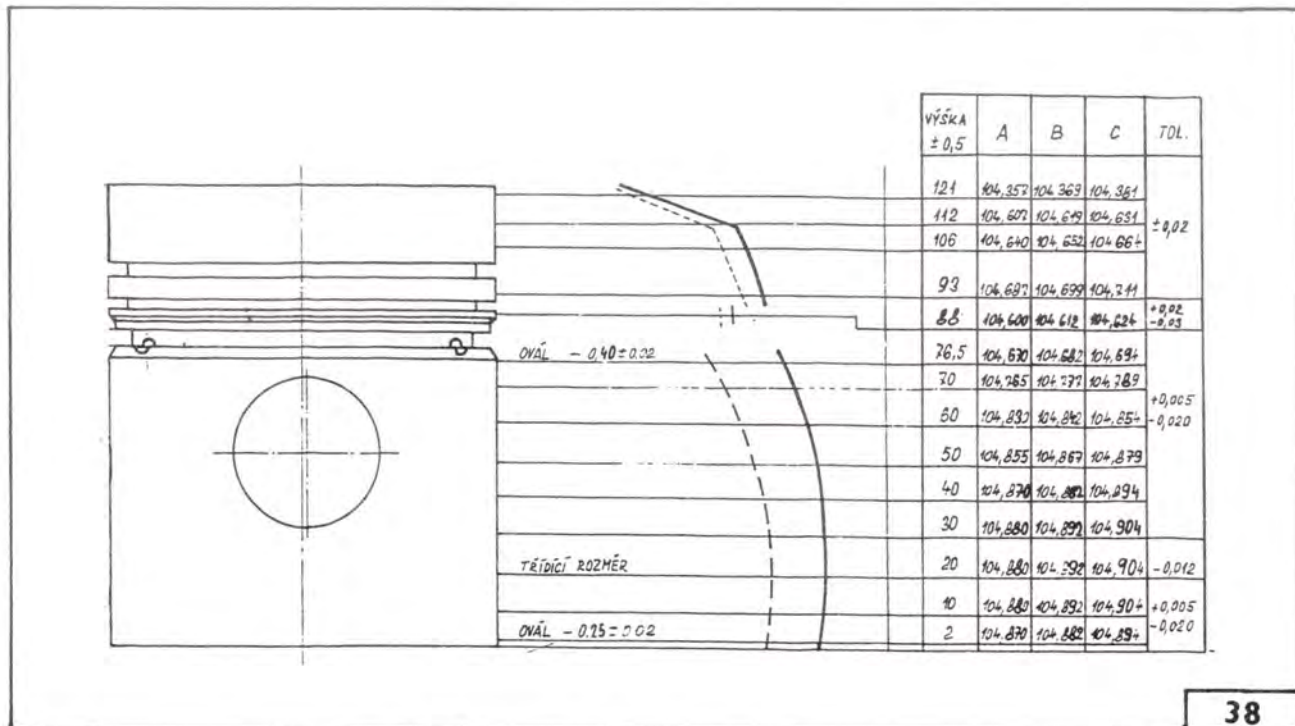 VÝŠKA ±0,5 A B C TOL.
121 104,357 104,369 104,381
112 104,607 104,619 104,631 ±0,02
106 104,640 104,652 104664
93 104,687 104,699 104,711
88 104,600 104 612 104,624 +0,02 -0,03
OVÁL - 0,40 ± 0.02 76,5 104,670 104,682 104,694
70 104,765 104,777 104,789
60 104,830 104,842 104,854 +0,005 -0,020
50 104,855 104,867 104,879
40 104,870 104,882 104,894
30 104,880 104,892 104,904
TŘÍDÍCÍ ROZMĚR 20 104,880 104,892 104,904 -0,012
10 104,880 104,892 104,904 +0,005
OVÁL - 0.25 ± 0 02 2 104,870 104,882 104,894 -0,020
38